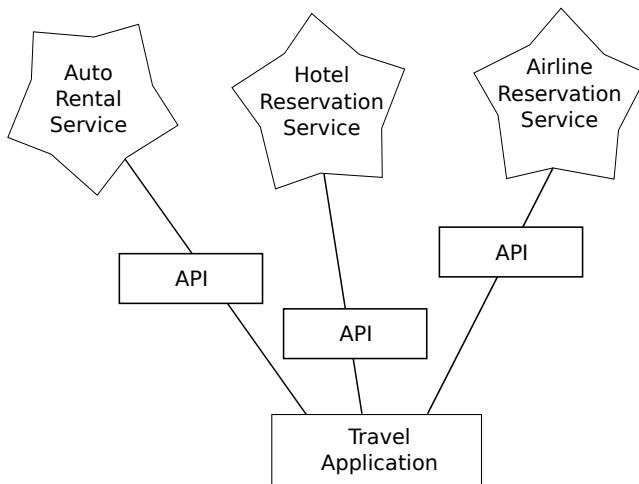 Auto
Rental
Service
Hotel
Reservation
Service
Airline
Reservation
Service
API
API
API
Travel
Application